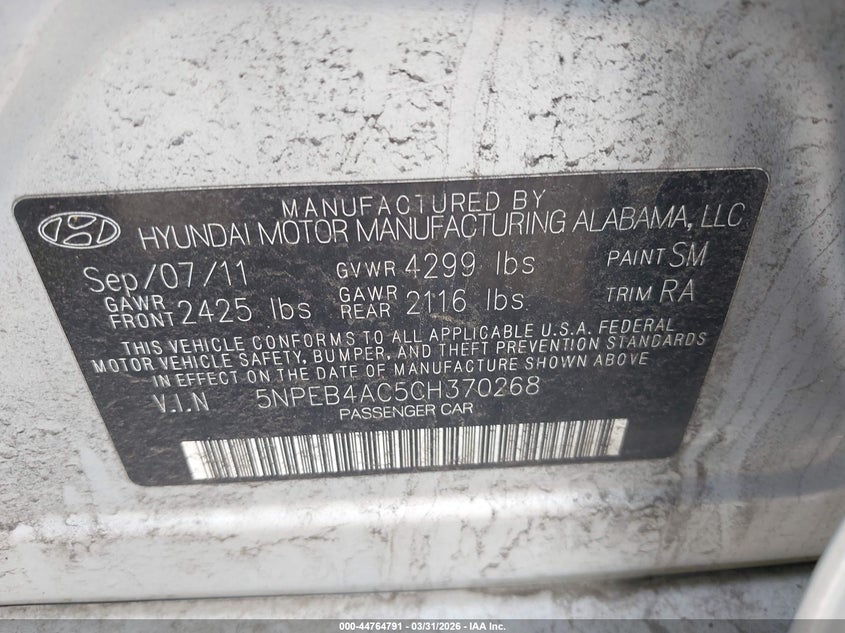 MANUFACTURED BY
HYUNDAI MOTOR MANUFACTURING ALABAMA, LLC
Sep/07/11 GVWR 4299 lbs PAINT SM
GAWR FRONT 2425 lbs GAWR REAR 2116 lbs TRIM RA
THIS VEHICLE CONFORMS TO ALL APPLICABLE U.S.A. FEDERAL
MOTOR VEHICLE SAFETY, BUMPER, AND THEFT PREVENTION STANDARDS
IN EFFECT ON THE DATE OF MANUFACTURE SHOWN ABOVE
V.I.N 5NPEB4AC5CH370268
PASSENGER CAR
000-44764791 - 03/31/2026 - IAA Inc.